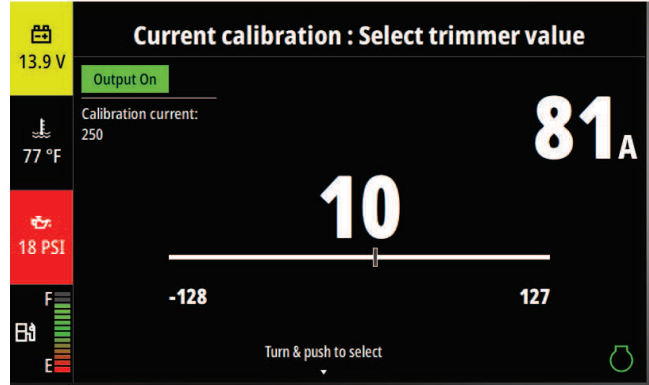 Current calibration : Select trimmer value
13.9 V
Output On
Calibration current:
250
81A
77 °F
10
18 PSI
-128
127
F
E
Turn & push to select